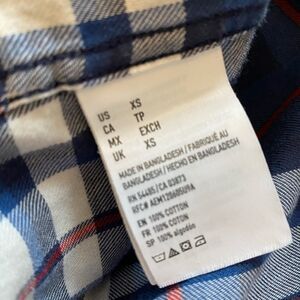 US XS
CA TP
MX EXCH
UK XS
MADE IN BANGLADESH / FABRIQUÉ AU
BANGLADESH / HECHO EN BANGLADESH
RN 54485/CA 03873
RFC# AEM120605U9A
EN 100% COTTON
FR 100% COTON
SP 100% algodón